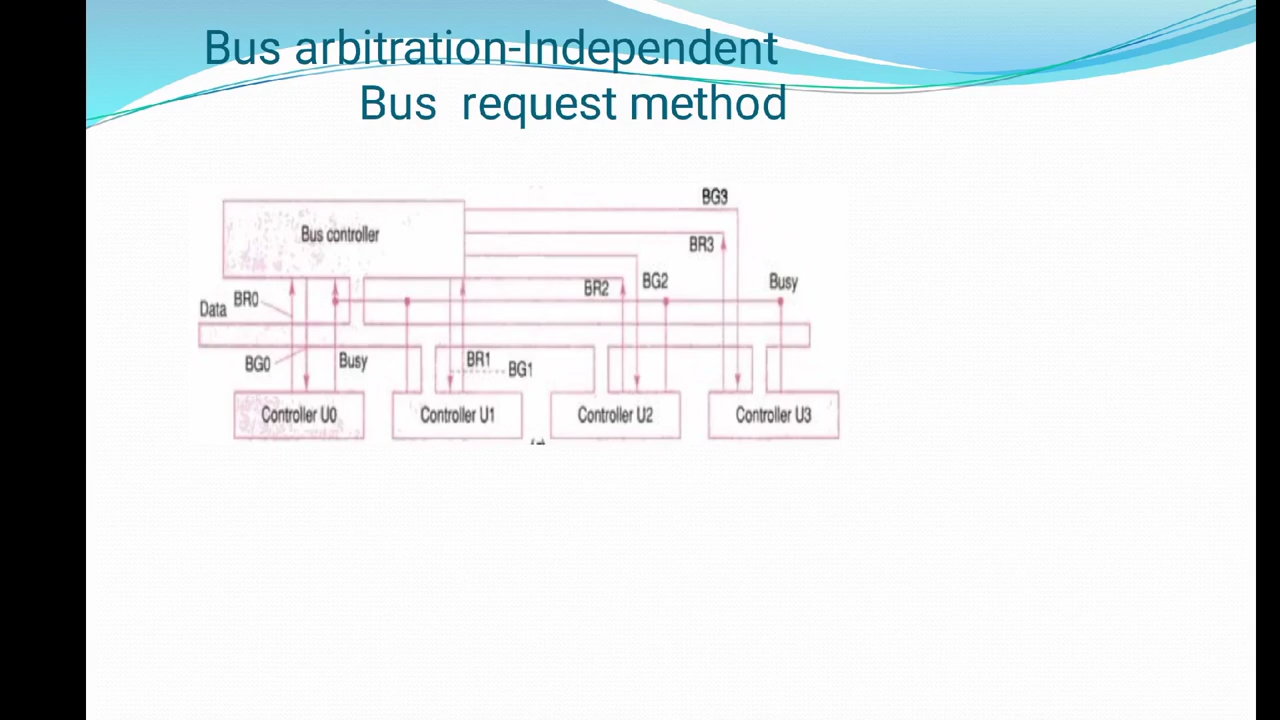 Bus arbitration-Independent
Bus request method
BG3
Bus controller
BR3
BR2
BG2
Busy
Data
BR0
BG0
Busy
BR1
BG1
Controller U0
Controller U1
Controller U2
Controller U3